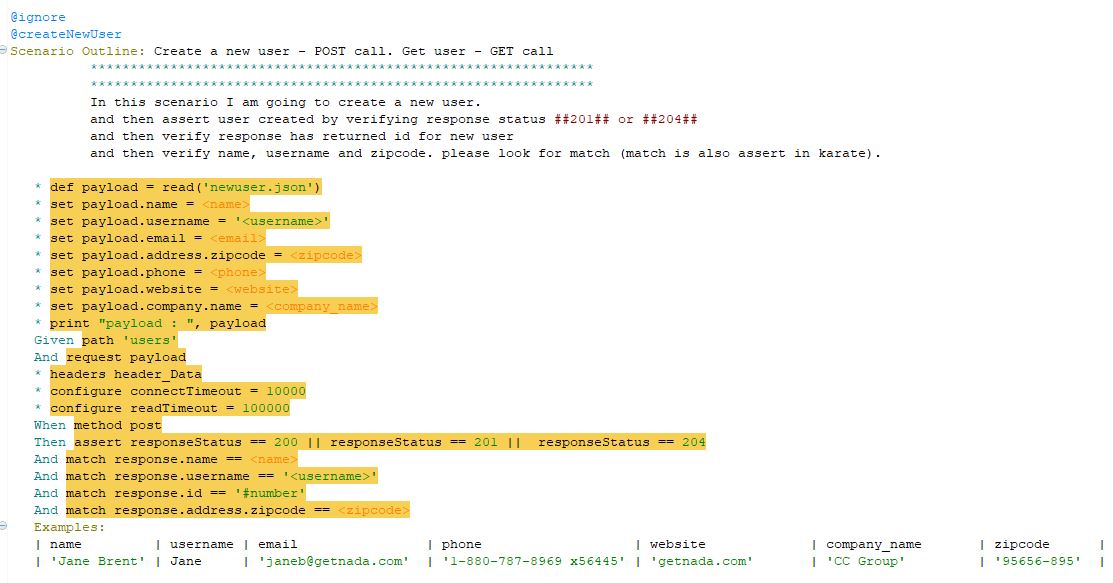 @ignore
@createNewUser
Scenario Outline: Create a new user - POST call. Get user - GET call
***************************************************************
***************************************************************
In this scenario I am going to create a new user.
and then assert user created by verifying response status ##201## or ##204##
and then verify response has returned id for new user
and then verify name, username and zipcode. please look for match (match is also assert in karate).
* def payload = read('newuser.json')
* set payload.name = <name>
* set payload.username = '<username>'
* set payload.email = <email>
* set payload.address.zipcode = <zipcode>
* set payload.phone = <phone>
* set payload.website = <website>
* set payload.company.name = <company_name>
* print "payload : ", payload
Given path 'users'
And request payload
* headers header_Data
* configure connectTimeout = 10000
* configure readTimeout = 100000
When method post
Then assert responseStatus == 200 || responseStatus == 201 ||  responseStatus == 204
And match response.name == <name>
And match response.username == '<username>'
And match response.id == '#number'
And match response.address.zipcode == <zipcode>
Examples:
| name | username | email | phone | website | company_name | zipcode |
| 'Jane Brent' | Jane | 'janeb@getnada.com' | '1-880-787-8969 x56445' | 'getnada.com' | 'CC Group' | '95656-895' |